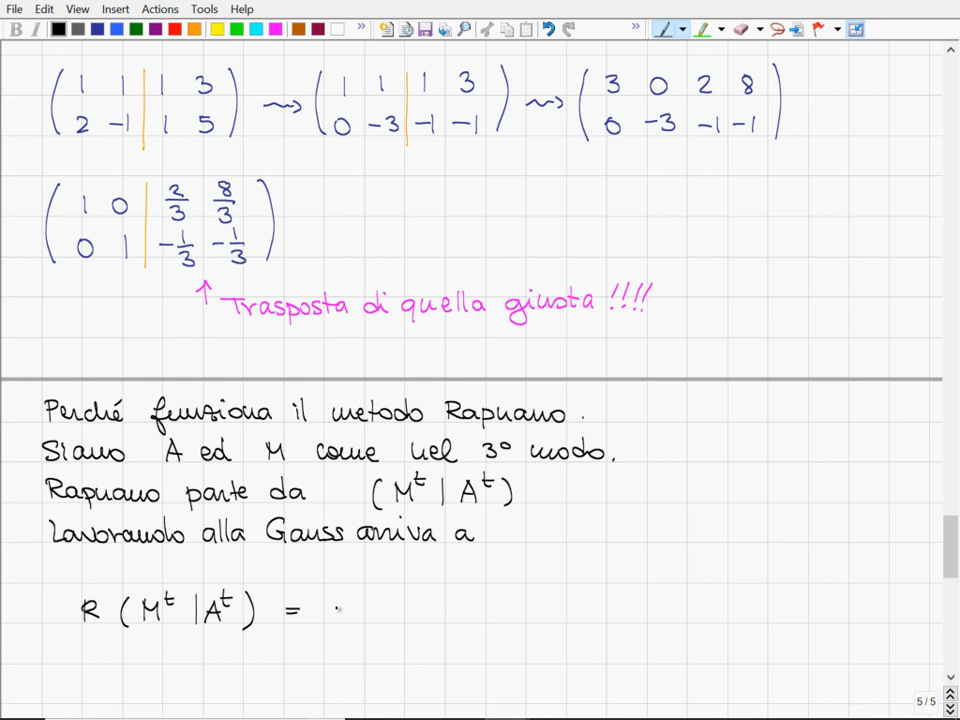 File Edit View Insert Actions Tools Help
B I
( 1 1 | 1 3 ) ⇝ ( 1 1 | 1 3 ) ⇝ ( 3 0 2 8 )
( 2 -1 | 1 5 ) ( 0 -3 | -1 -1 ) ( 0 -3 -1 -1 )
( 1 0 | 2/3 8/3 )
( 0 1 | -1/3 -1/3 )
↑ Trasposta di quella giusta !!!!
Perché funziona il metodo Rapnano.
Siano A ed M come nel 3° modo.
Rapnano parte da (Mᵗ | Aᵗ)
Lavorando alla Gauss arriva a
R (Mᵗ | Aᵗ) =
5 / 5